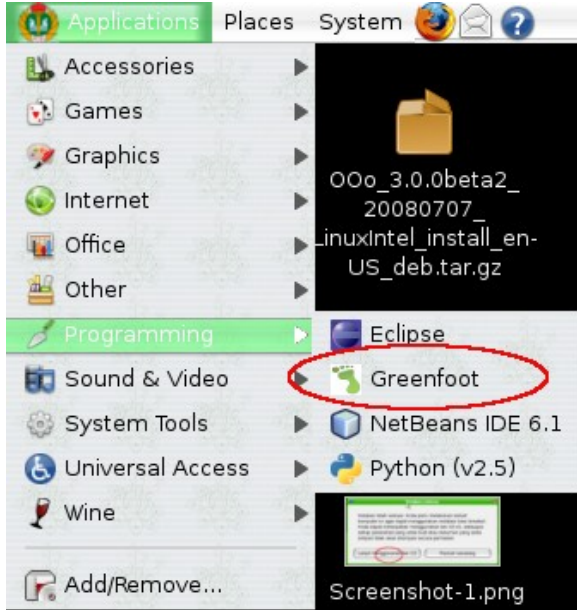 Applications Places System
Accessories
Games
Graphics
Internet
Office
Other
Programming
Sound & Video
System Tools
Universal Access
Wine
Add/Remove...
OOo_3.0.0beta2_
20080707_
LinuxIntel_install_en-
US_deb.tar.gz
Eclipse
Greenfoot
NetBeans IDE 6.1
Python (v2.5)
Screenshot-1.png